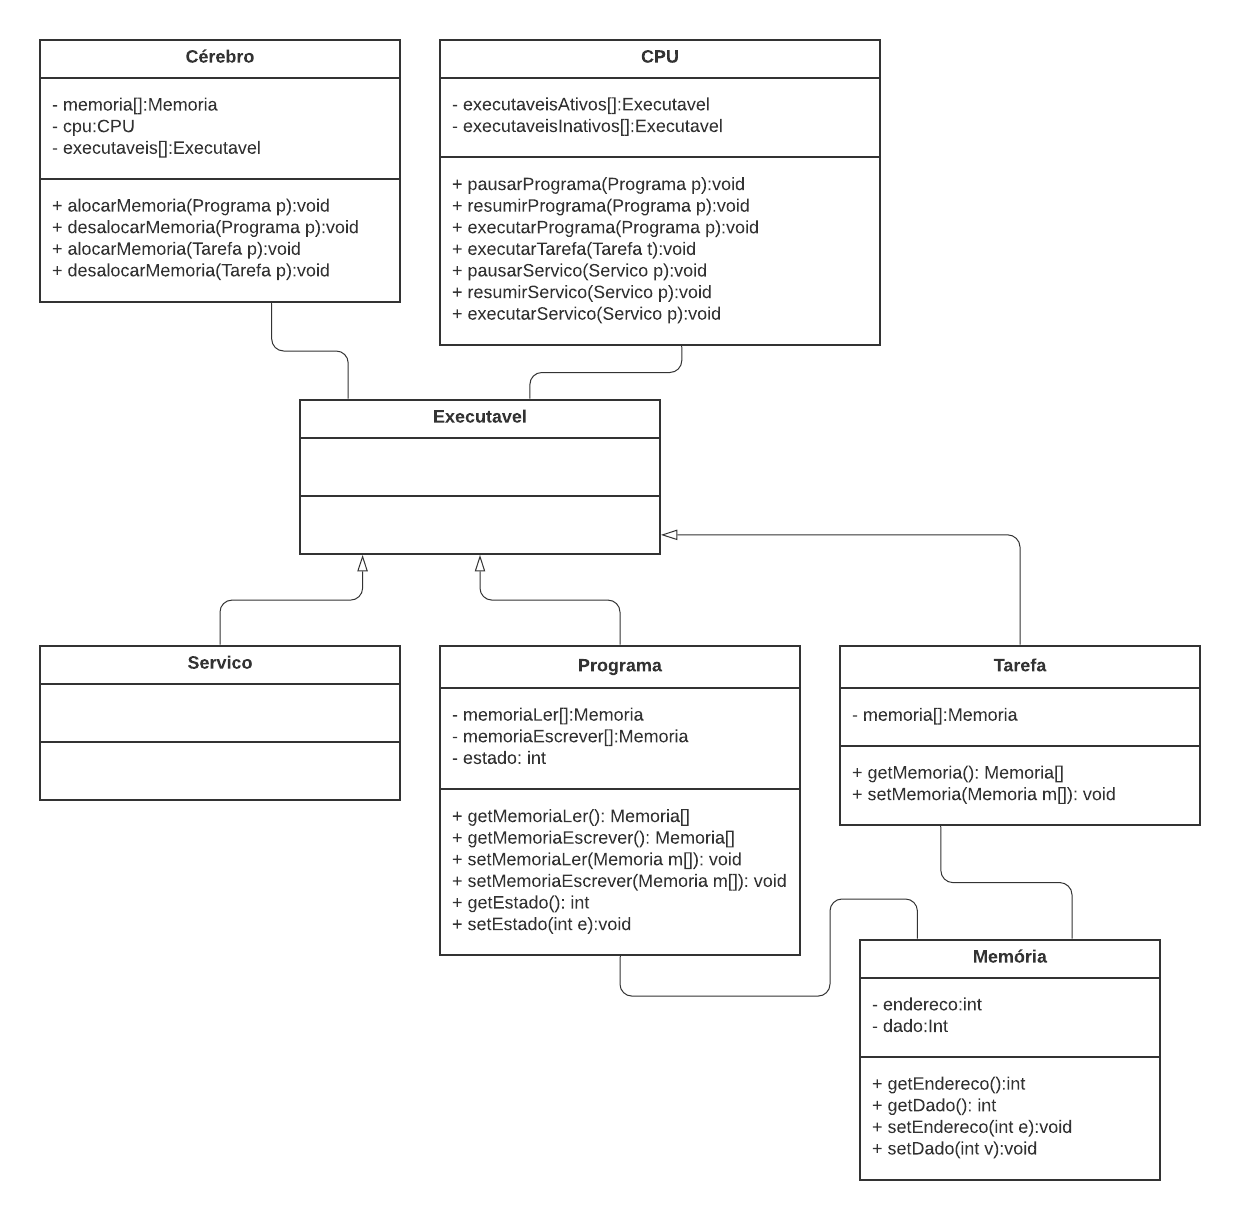 Cérebro
- memoria[]:Memoria
- cpu:CPU
- executaveis[]:Executavel
+ alocarMemoria(Programa p):void
+ desalocarMemoria(Programa p):void
+ alocarMemoria(Tarefa p):void
+ desalocarMemoria(Tarefa p):void
CPU
- executaveisAtivos[]:Executavel
- executaveisInativos[]:Executavel
+ pausarPrograma(Programa p):void
+ resumirPrograma(Programa p):void
+ executarPrograma(Programa p):void
+ executarTarefa(Tarefa t):void
+ pausarServico(Servico p):void
+ resumirServico(Servico p):void
+ executarServico(Servico p):void
Executavel
Servico
Programa
- memoriaLer[]:Memoria
- memoriaEscrever[]:Memoria
- estado: int
+ getMemoriaLer(): Memoria[]
+ getMemoriaEscrever(): Memoria[]
+ setMemoriaLer(Memoria m[]): void
+ setMemoriaEscrever(Memoria m[]): void
+ getEstado(): int
+ setEstado(int e):void
Tarefa
- memoria[]:Memoria
+ getMemoria(): Memoria[]
+ setMemoria(Memoria m[]): void
Memória
- endereco:int
- dado:Int
+ getEndereco():int
+ getDado(): int
+ setEndereco(int e):void
+ setDado(int v):void